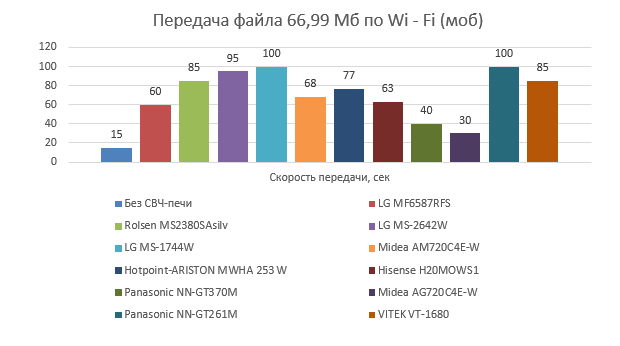 Передача файла 66,99 Мб по Wi - Fi (моб)
120
100
80
60
40
20
0
15
60
85
95
100
68
77
63
40
30
100
85
Скорость передачи, сек
Без СВЧ-печи
LG MF6587RFS
Rolsen MS2380SAsilv
LG MS-2642W
LG MS-1744W
Midea AM720C4E-W
Hotpoint-ARISTON MWHA 253 W
Hisense H20MOWS1
Panasonic NN-GT370M
Midea AG720C4E-W
Panasonic NN-GT261M
VITEK VT-1680